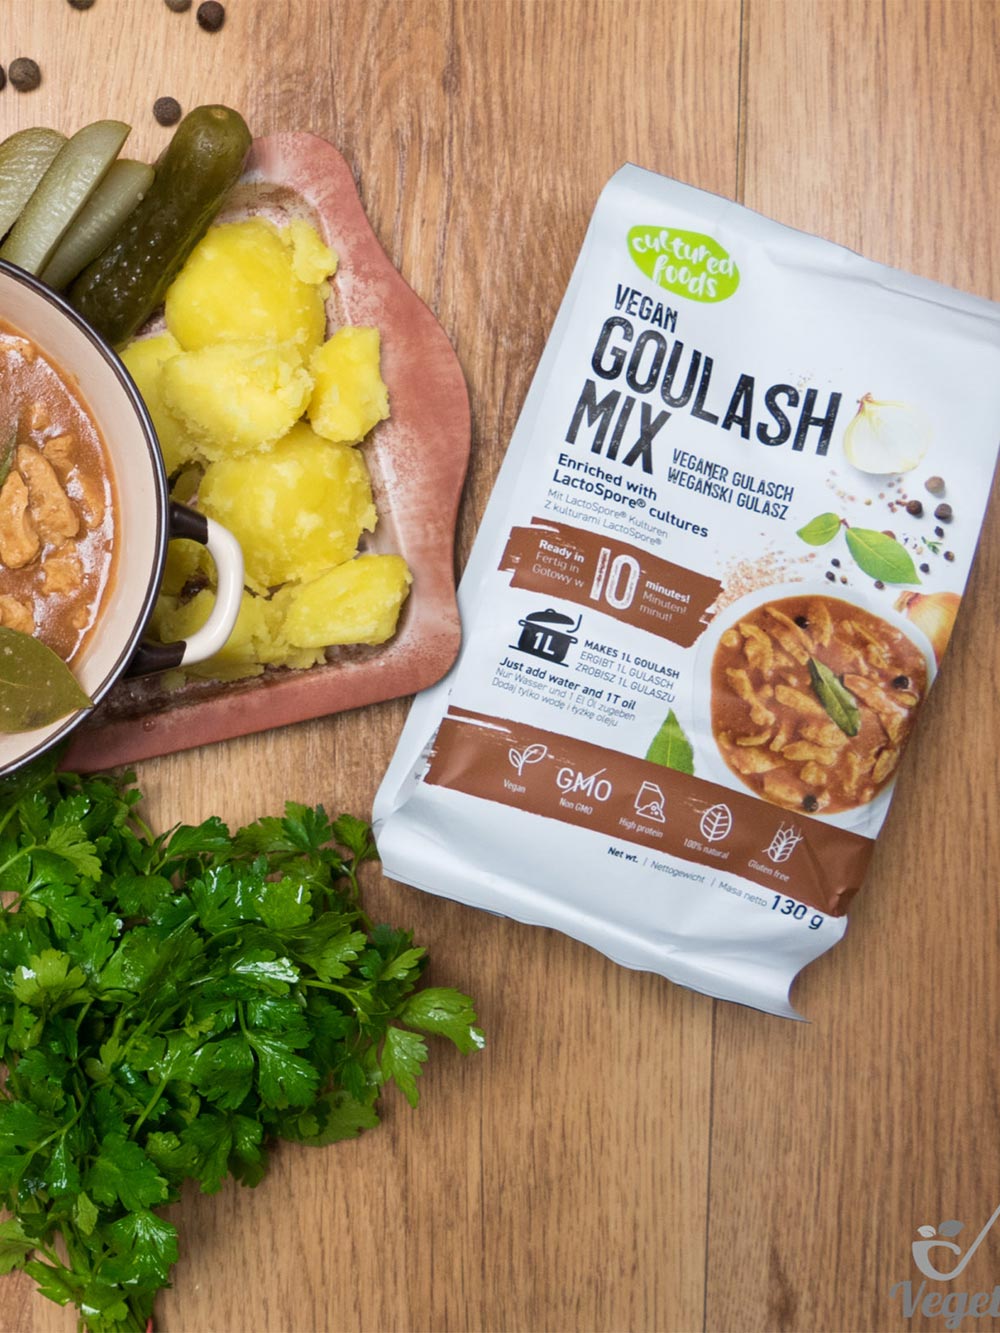 cultured
foods
VEGAN
GOULASH
MIX
VEGANER GULASCH
WEGAŃSKI GULASZ
Enriched with
LactoSpore® cultures
Mit LactoSpore® Kulturen
Z kulturami LactoSpore®
Ready in
Fertig in
Gotowy w
10
minutes!
Minuten!
minut!
1L
MAKES 1L GOULASH
ERGIBT 1L GULASCH
ZROBISZ 1L GULASZU
Just add water and 1T oil
Nur Wasser und 1 El Öl zugeben
Dodaj tylko wodę i łyżkę oleju
Vegan
GMO
Non GMO
High protein
100% natural
Gluten free
Net wt. | Nettogewicht | Masa netto 130 g
Veget